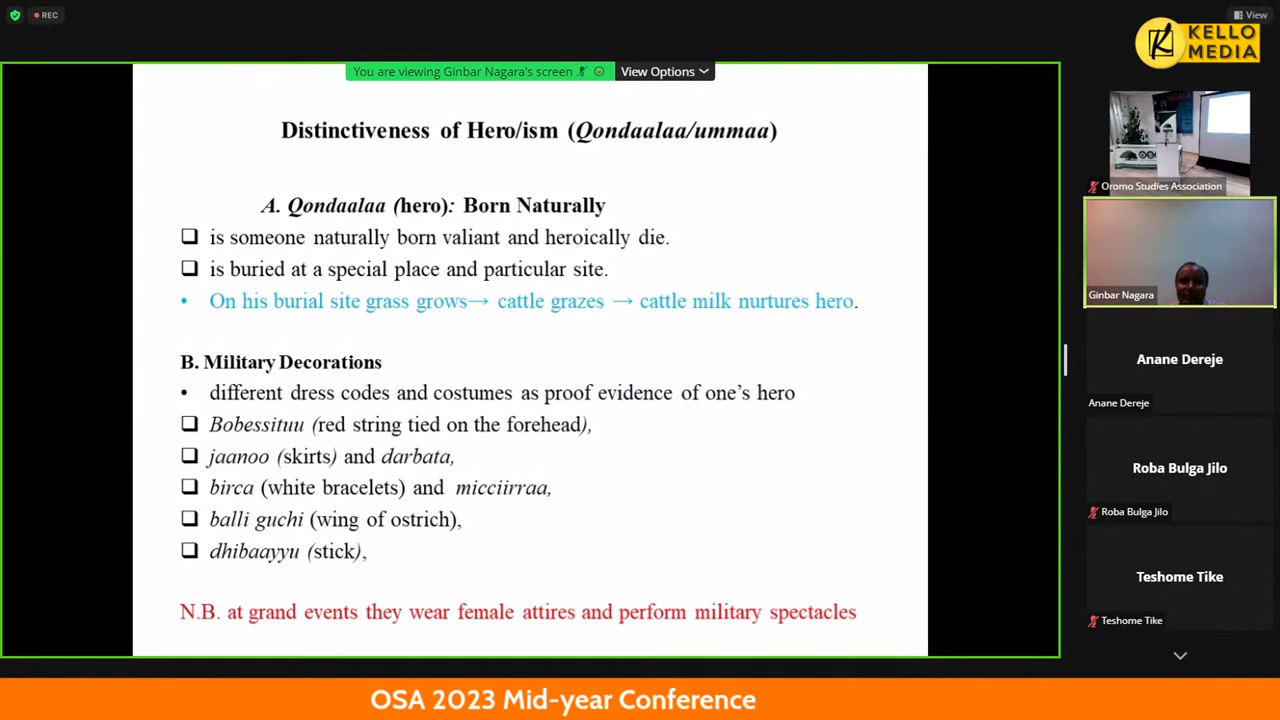 REC
View
KELLO
MEDIA
You are viewing Ginbar Nagara's screen
View Options
Distinctiveness of Hero/ism (Qondaalaa/ummaa)
A. Qondaalaa (hero): Born Naturally
❑ is someone naturally born valiant and heroically die.
❑ is buried at a special place and particular site.
• On his burial site grass grows→ cattle grazes → cattle milk nurtures hero.
B. Military Decorations
• different dress codes and costumes as proof evidence of one's hero
❑ Bobessituu (red string tied on the forehead),
❑ jaanoo (skirts) and darbata,
❑ birca (white bracelets) and micciirraa,
❑ balli guchi (wing of ostrich),
❑ dhibaayyu (stick),
N.B. at grand events they wear female attires and perform military spectacles
Oromo Studies Association
Ginbar Nagara
Anane Dereje
Anane Dereje
Roba Bulga Jilo
Roba Bulga Jilo
Teshome Tike
Teshome Tike
OSA 2023 Mid-year Conference